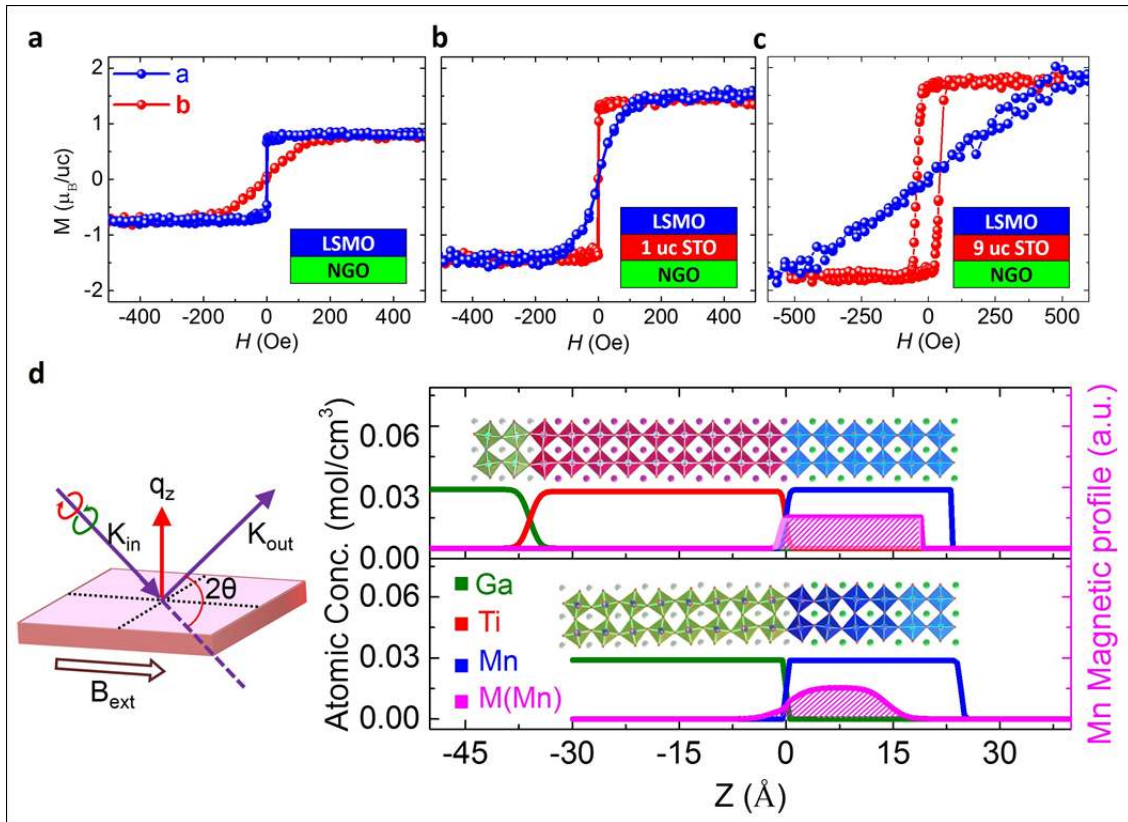 a
b
c
2
1
0
-1
-2
M (μB/uc)
a
b
LSMO
NGO
-400 -200 0 200 400
H (Oe)
LSMO
1 uc STO
NGO
-400 -200 0 200 400
H (Oe)
LSMO
9 uc STO
NGO
-500 -250 0 250 500
H (Oe)
d
qz
Kin
Kout
2θ
Bext
Atomic Conc. (mol/cm³)
0.06
0.03
0.00
0.06
0.03
0.00
Ga
Ti
Mn
M(Mn)
-45 -30 -15 0 15 30
Z (Å)
Mn Magnetic profile (a.u.)